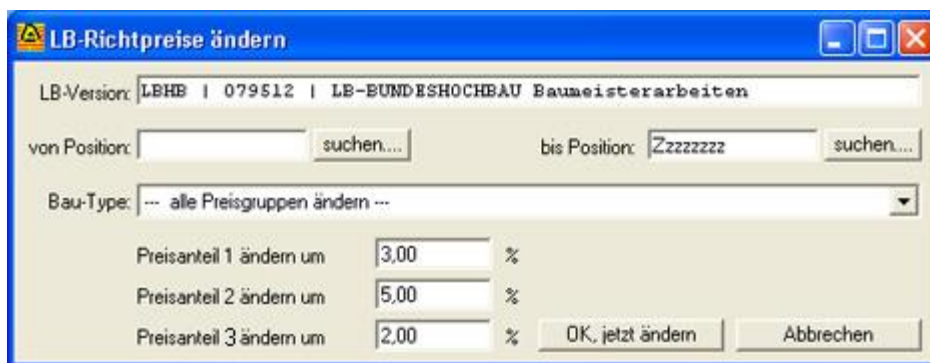 LB-Richtpreise ändern
LB-Version: LBHB | 079512 | LB-BUNDESHOCHBAU Baumeisterarbeiten
von Position: suchen.... bis Position: Zzzzzzzz suchen....
Bau-Type: --- alle Preisgruppen ändern ---
Preisanteil 1 ändern um 3,00 %
Preisanteil 2 ändern um 5,00 %
Preisanteil 3 ändern um 2,00 % OK, jetzt ändern Abbrechen